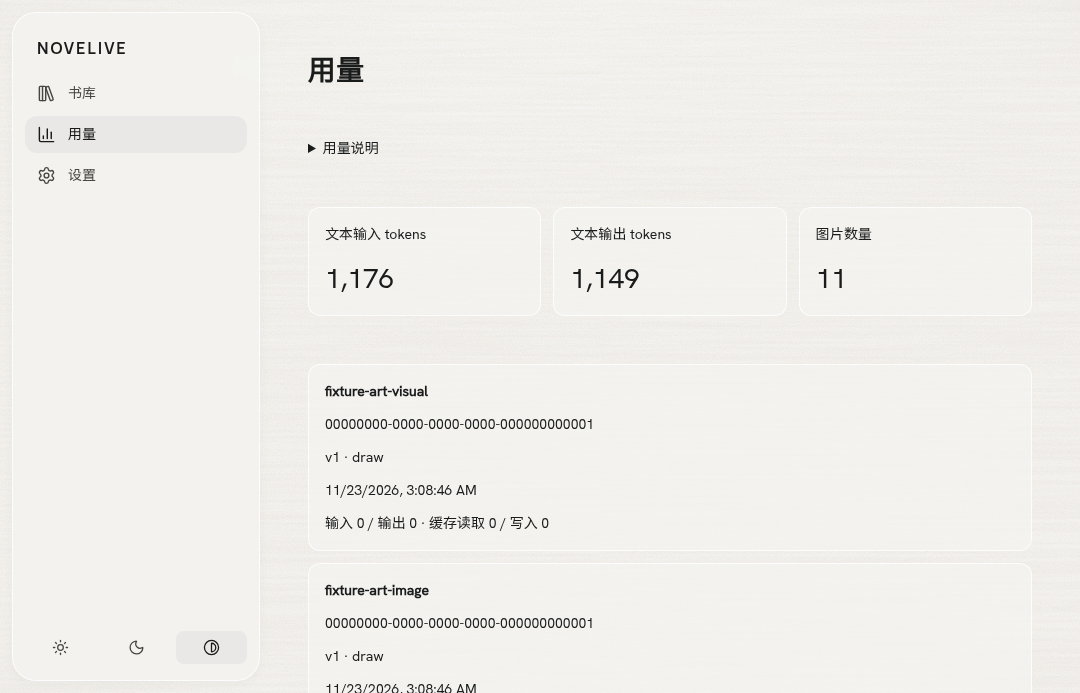 NOVELIVE
书库
用量
设置
用量
用量说明
文本输入 tokens
1,176
文本输出 tokens
1,149
图片数量
11
fixture-art-visual
00000000-0000-0000-0000-000000000001
v1 · draw
11/23/2026, 3:08:46 AM
输入 0 / 输出 0 · 缓存读取 0 / 写入 0
fixture-art-image
00000000-0000-0000-0000-000000000001
v1 · draw
11/23/2026, 3:08:46 AM